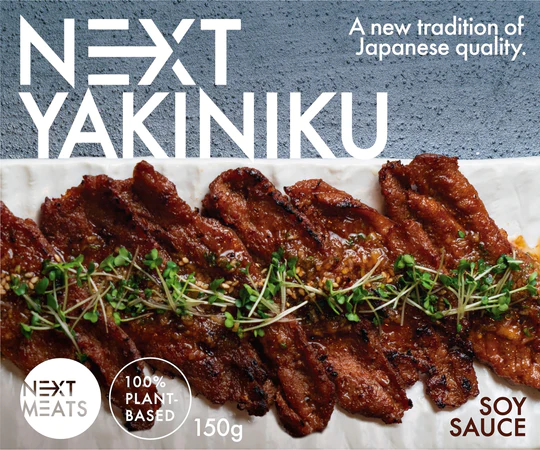 NEXT
YAKINIKU
A new tradition of
Japanese quality.
NEXT
MEATS
100%
PLANT-
BASED
150g
SOY
SAUCE